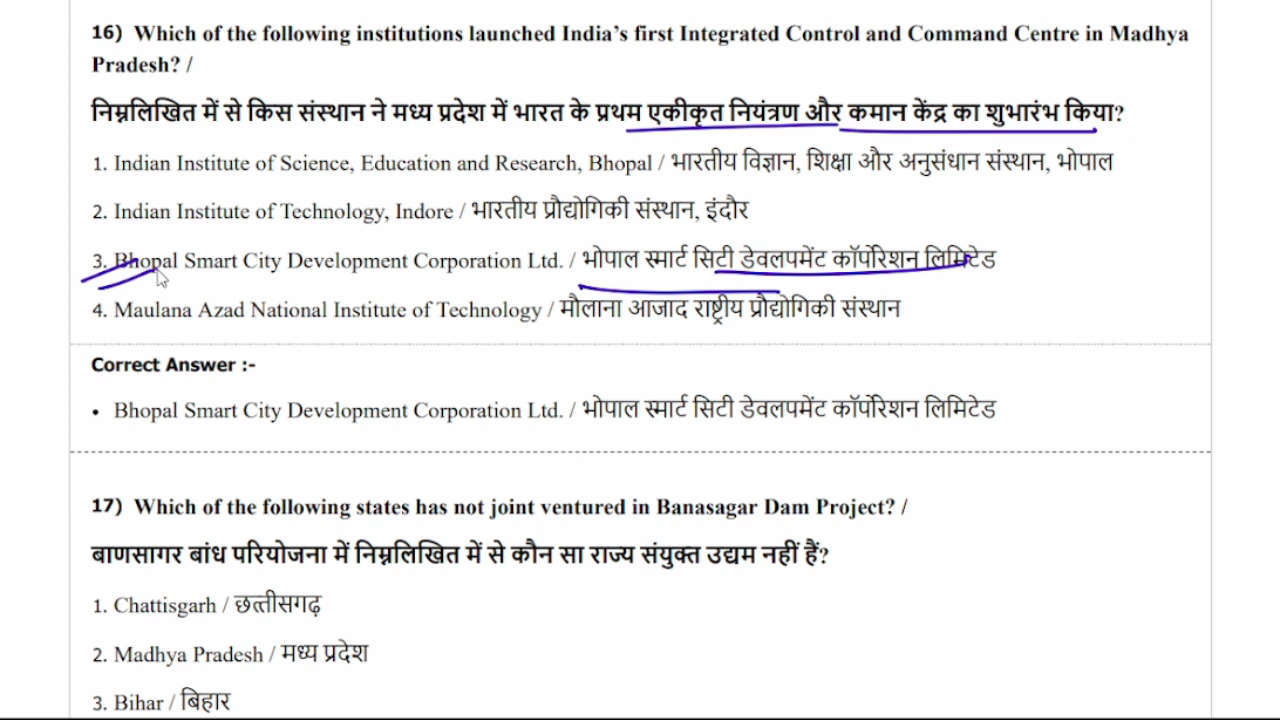 16) Which of the following institutions launched India’s first Integrated Control and Command Centre in Madhya
Pradesh? /
निम्नलिखित में से किस संस्थान ने मध्य प्रदेश में भारत के प्रथम एकीकृत नियंत्रण और कमान केंद्र का शुभारंभ किया?
1. Indian Institute of Science, Education and Research, Bhopal / भारतीय विज्ञान, शिक्षा और अनुसंधान संस्थान, भोपाल
2. Indian Institute of Technology, Indore / भारतीय प्रौद्योगिकी संस्थान, इंदौर
3. Bhopal Smart City Development Corporation Ltd. / भोपाल स्मार्ट सिटी डेवलपमेंट कॉर्पोरेशन लिमिटेड
4. Maulana Azad National Institute of Technology / मौलाना आजाद राष्ट्रीय प्रौद्योगिकी संस्थान
Correct Answer :-
• Bhopal Smart City Development Corporation Ltd. / भोपाल स्मार्ट सिटी डेवलपमेंट कॉर्पोरेशन लिमिटेड
17) Which of the following states has not joint ventured in Banasagar Dam Project? /
बाणसागर बांध परियोजना में निम्नलिखित में से कौन सा राज्य संयुक्त उद्यम नहीं हैं?
1. Chattisgarh / छत्तीसगढ़
2. Madhya Pradesh / मध्य प्रदेश
3. Bihar / बिहार